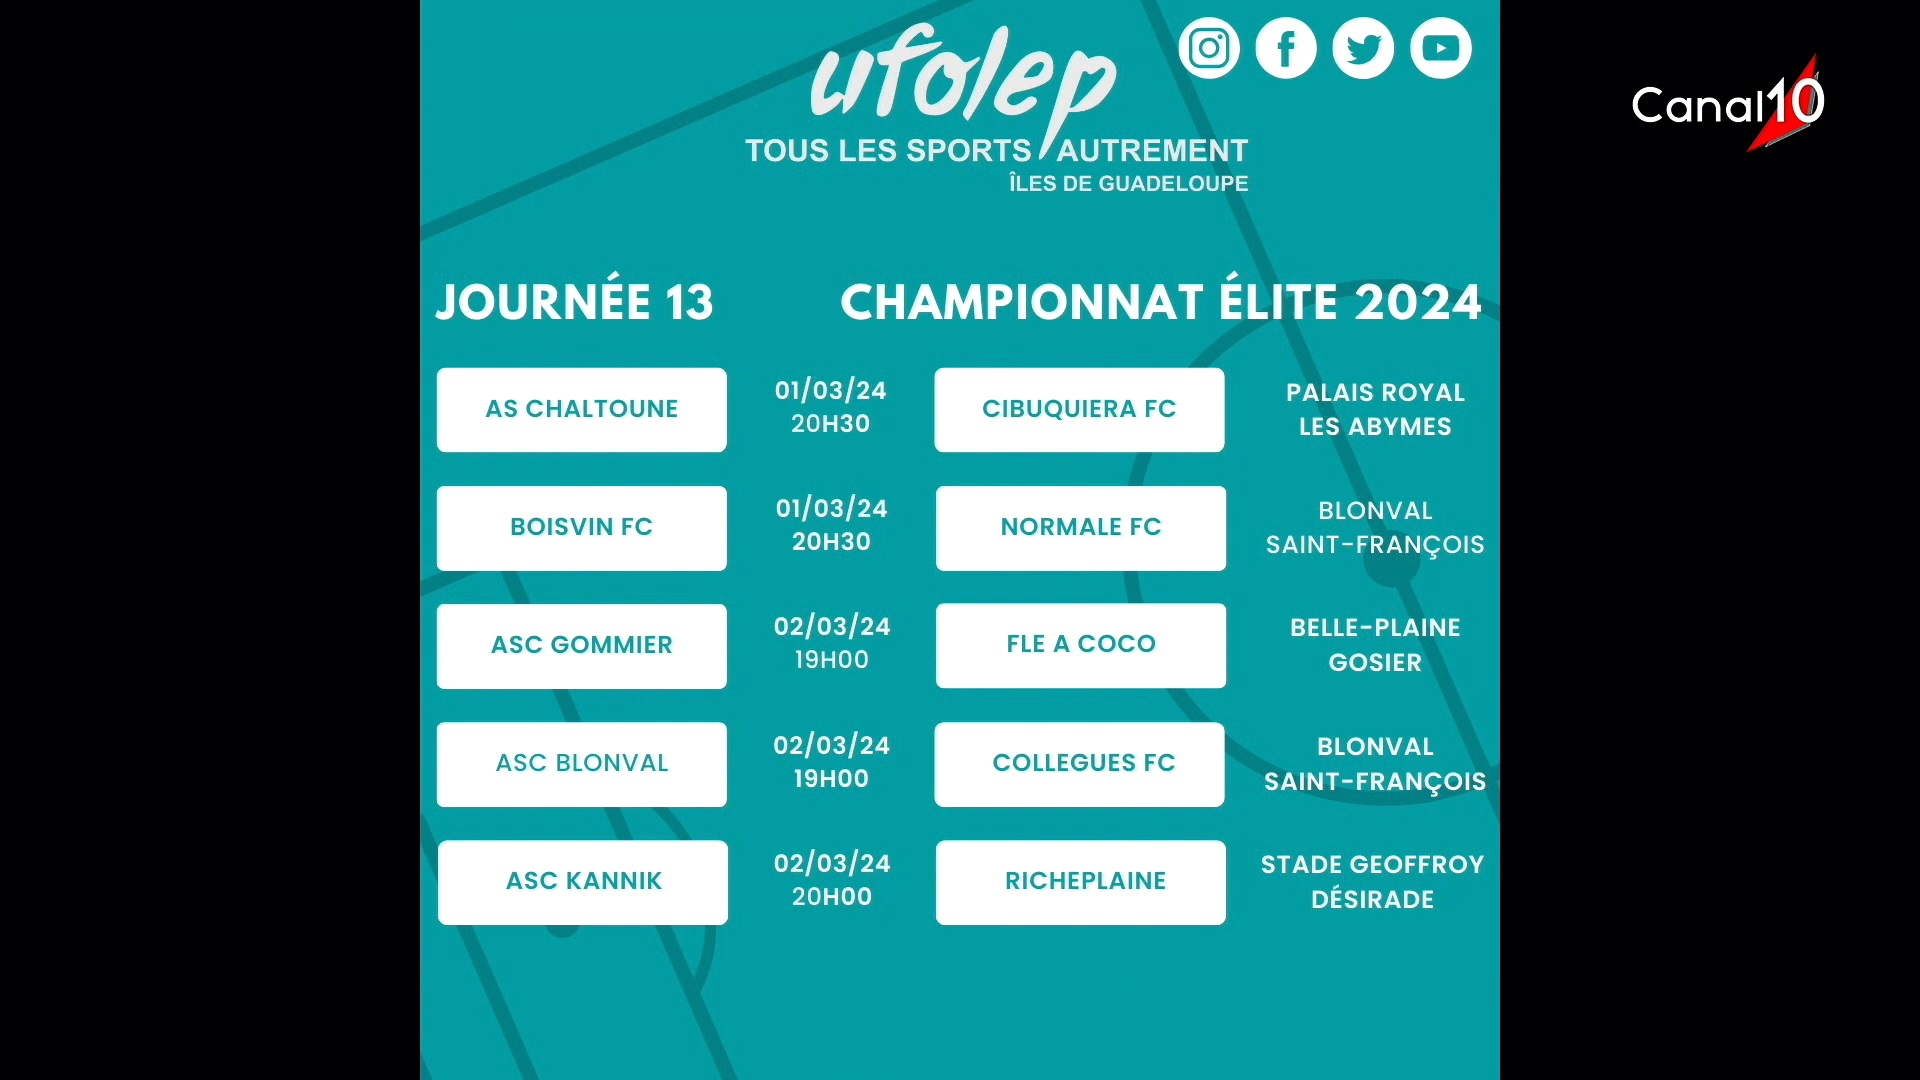 ufolep
TOUS LES SPORTS AUTREMENT
ÎLES DE GUADELOUPE
Canal10
JOURNÉE 13
CHAMPIONNAT ÉLITE 2024
AS CHALTOUNE
01/03/24
20H30
CIBUQUIERA FC
PALAIS ROYAL
LES ABYMES
BOISVIN FC
01/03/24
20H30
NORMALE FC
BLONVAL
SAINT-FRANÇOIS
ASC GOMMIER
02/03/24
19H00
FLE A COCO
BELLE-PLAINE
GOSIER
ASC BLONVAL
02/03/24
19H00
COLLEGUES FC
BLONVAL
SAINT-FRANÇOIS
ASC KANNIK
02/03/24
20H00
RICHEPLAINE
STADE GEOFFROY
DÉSIRADE